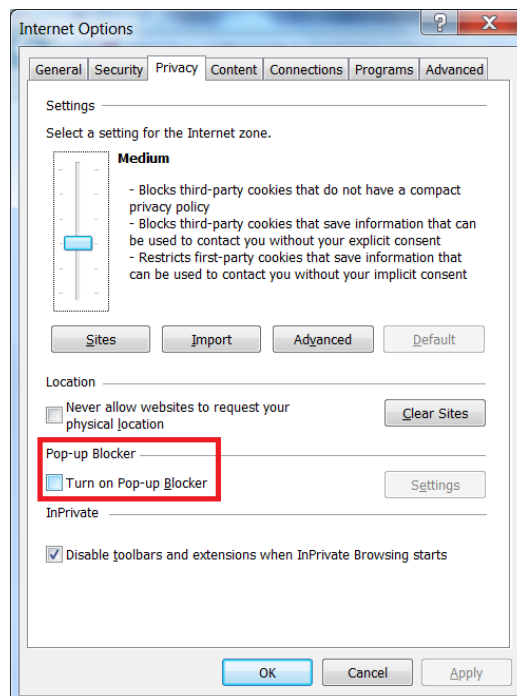 Internet Options
? X
General Security Privacy Content Connections Programs Advanced
Settings
Select a setting for the Internet zone.
Medium
- Blocks third-party cookies that do not have a compact
privacy policy
- Blocks third-party cookies that save information that can
be used to contact you without your explicit consent
- Restricts first-party cookies that save information that
can be used to contact you without your implicit consent
Sites Import Advanced Default
Location
Never allow websites to request your
physical location
Clear Sites
Pop-up Blocker
Turn on Pop-up Blocker
Settings
InPrivate
Disable toolbars and extensions when InPrivate Browsing starts
OK Cancel Apply